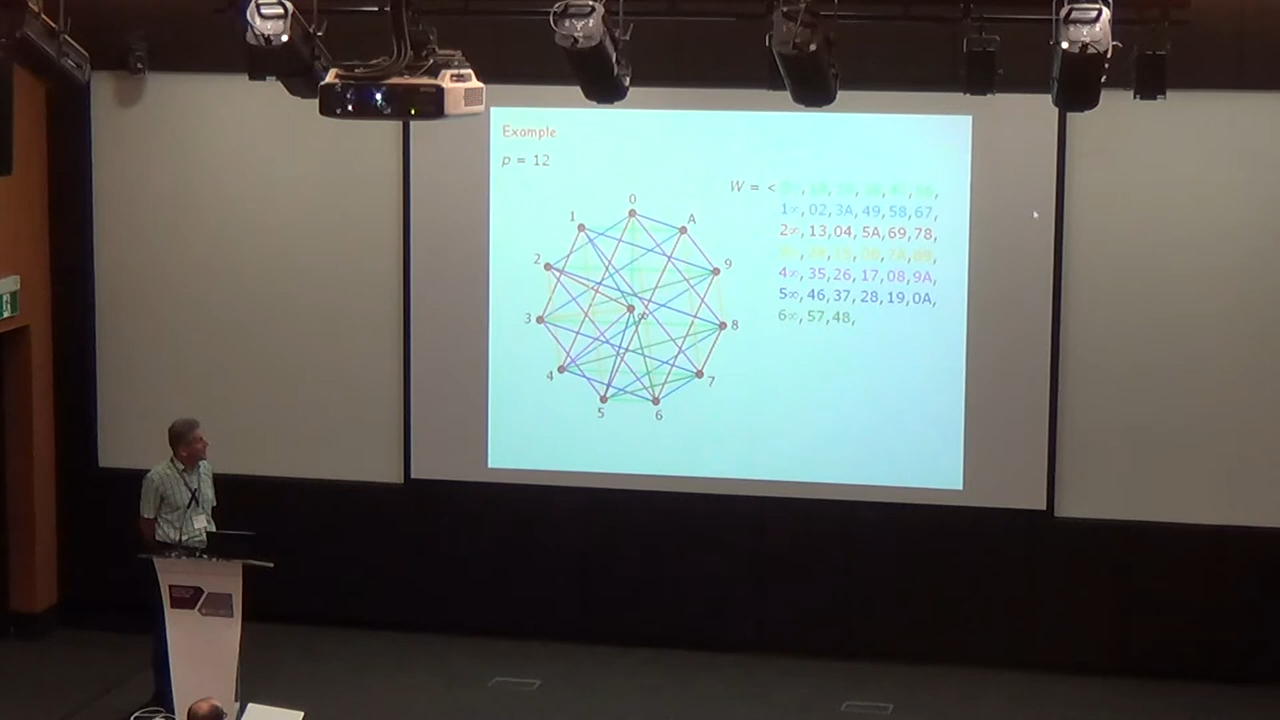 Example
p = 12
W = <
1∞, 02, 3A, 49, 58, 67,
2∞, 13, 04, 5A, 69, 78,
4∞, 35, 26, 17, 08, 9A,
5∞, 46, 37, 28, 19, 0A,
6∞, 57, 48,
0
1
A
2
9
3
∞
8
4
7
5
6